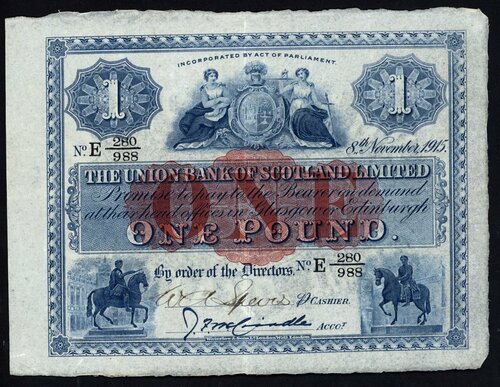 INCORPORATED BY ACT OF PARLIAMENT.
1
1
8th November, 1915.
No E 280/988
THE UNION BANK OF SCOTLAND LIMITED
ONE
Promise to pay to the Bearer on demand
at their head offices in Glasgow or Edinburgh
ONE POUND.
By order of the Directors.
No E 280/988
p CASHIER.
ACCOT.